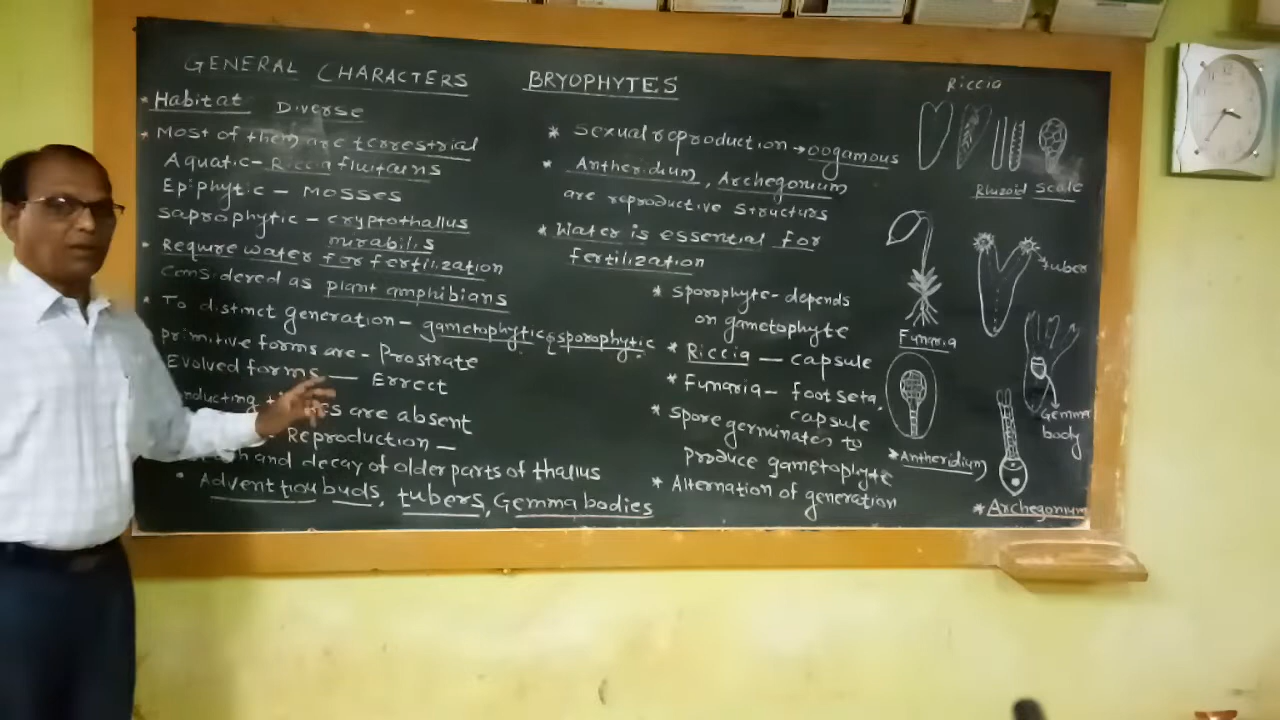 GENERAL CHARACTERS BRYOPHYTES
* Habitat Diverse
* Most of them are terrestrial
Aquatic - Riccia fluitans
Epiphytic - Mosses
saprophytic - cryptothallus
mirabilis
* Requre water for fertilization
considered as plant amphibians
* To distinct generation - gametophytic & sporophytic
primitive forms are - Prostrate
Evolved forms — Errect
are absent
Reproduction —
and decay of older parts of thallus
* Advention buds, tubers, Gemma bodies
* sexual reproduction → oogamous
* Antheridium, Archegonium
are reproductive structurs
* Water is essential for
fertilization
* sporophyte - depends
on gametophyte
* Riccia — capsule
* Funaria - foot seta,
capsule
* spore germinates to
produce gametophyte
* Alternation of generation
Riccia
Rhizoid scale
tuber
Funaria
Gemma
body
* Antheridium
* Archegonium